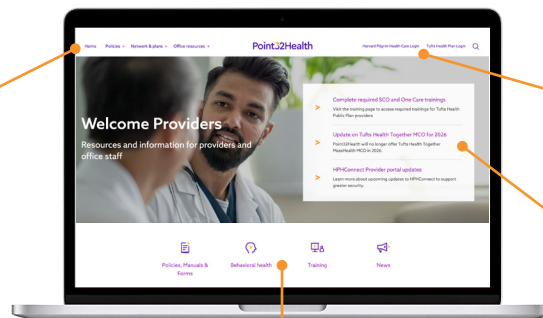 Home Policies Network & plans Office resources Point32Health Harvard Pilgrim Health Care Login Tufts Health Plan Login
Welcome Providers
Resources and information for providers and
office staff
Complete required SCO and One Care trainings
Visit the training page to access required trainings for Tufts Health
Public Plan providers
Update on Tufts Health Together MCO for 2026
Point32Health will no longer offer Tufts Health Together
MassHealth MCO in 2026.
HPHConnect Provider portal updates
Learn more about upcoming updates to HPHConnect to support
greater security.
Policies, Manuals &
Forms
Behavioral health
Training
News